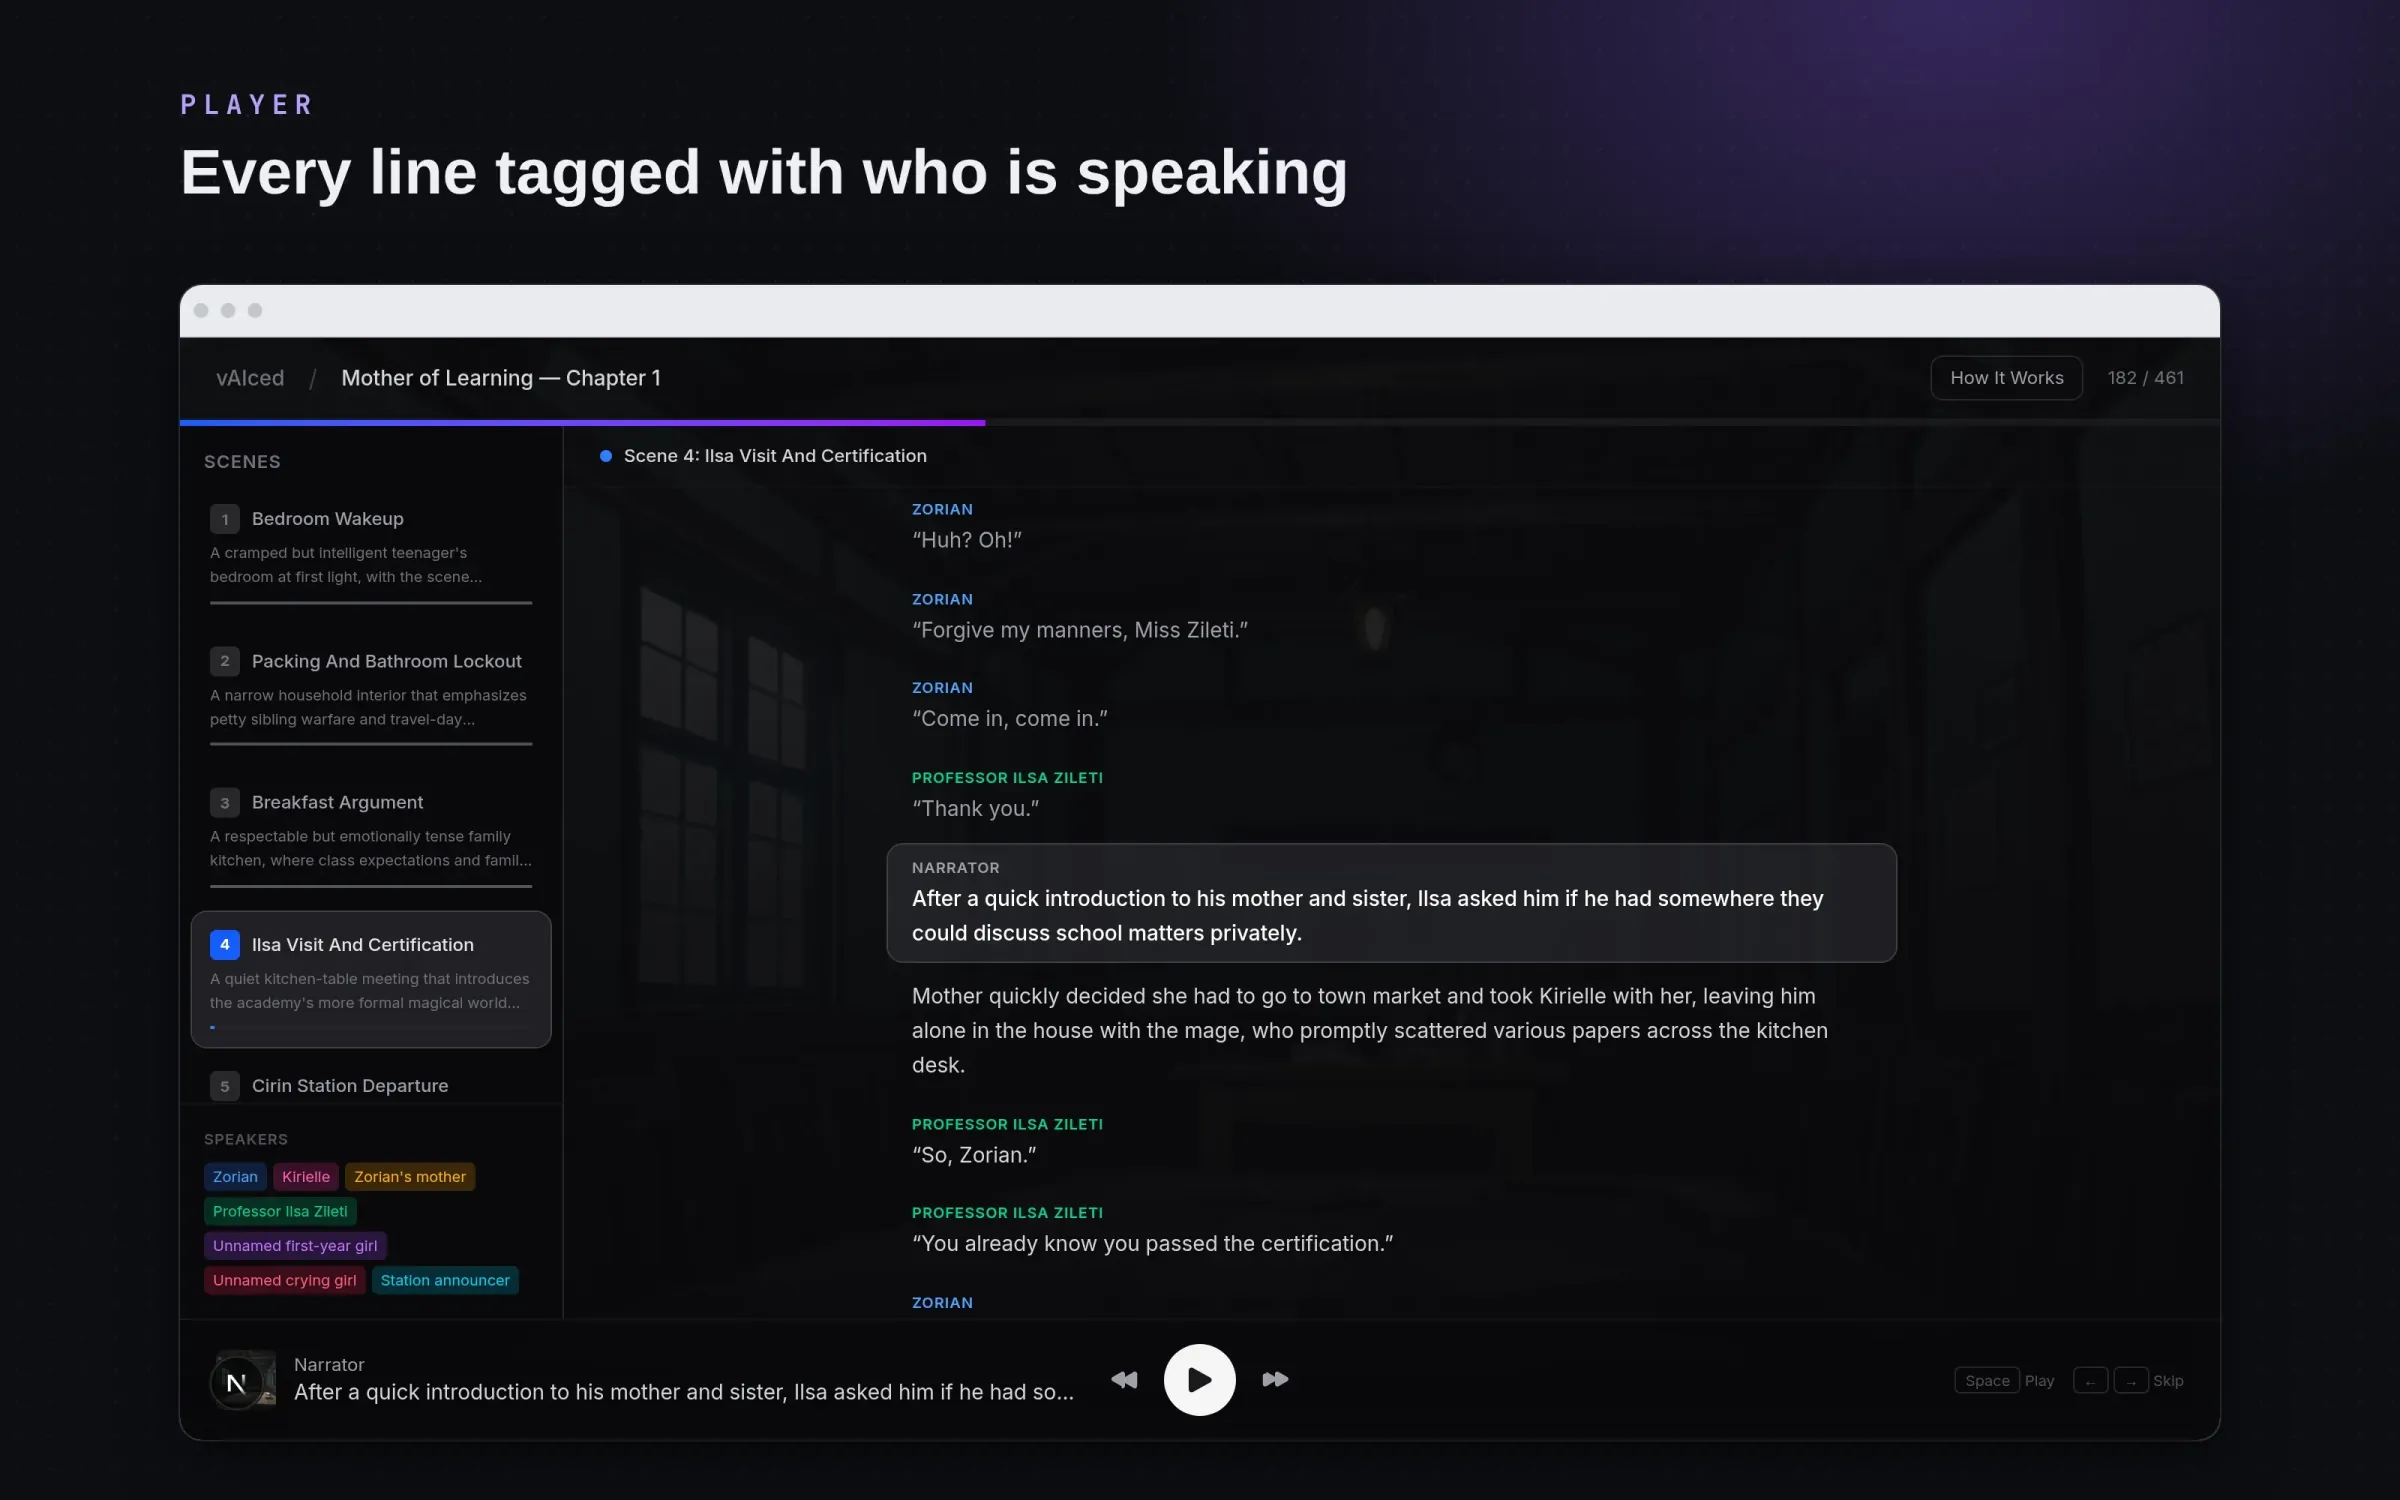 PLAYER
Every line tagged with who is speaking
vAIced / Mother of Learning — Chapter 1
How It Works
182 / 461
SCENES
1 Bedroom Wakeup
A cramped but intelligent teenager's
bedroom at first light, with the scene...
2 Packing And Bathroom Lockout
A narrow household interior that emphasizes
petty sibling warfare and travel-day...
3 Breakfast Argument
A respectable but emotionally tense family
kitchen, where class expectations and famil...
4 Ilsa Visit And Certification
A quiet kitchen-table meeting that introduces
the academy's more formal magical world...
5 Cirin Station Departure
SPEAKERS
Zorian Kirielle Zorian's mother
Professor Ilsa Zileti
Unnamed first-year girl
Unnamed crying girl Station announcer
Scene 4: Ilsa Visit And Certification
ZORIAN
“Huh? Oh!”
ZORIAN
“Forgive my manners, Miss Zileti.”
ZORIAN
“Come in, come in.”
PROFESSOR ILSA ZILETI
“Thank you.”
NARRATOR
After a quick introduction to his mother and sister, Ilsa asked him if he had somewhere they
could discuss school matters privately.
Mother quickly decided she had to go to town market and took Kirielle with her, leaving him
alone in the house with the mage, who promptly scattered various papers across the kitchen
desk.
PROFESSOR ILSA ZILETI
“So, Zorian.”
PROFESSOR ILSA ZILETI
“You already know you passed the certification.”
ZORIAN
N
Narrator
After a quick introduction to his mother and sister, Ilsa asked him if he had so...
Space Play ← → Skip